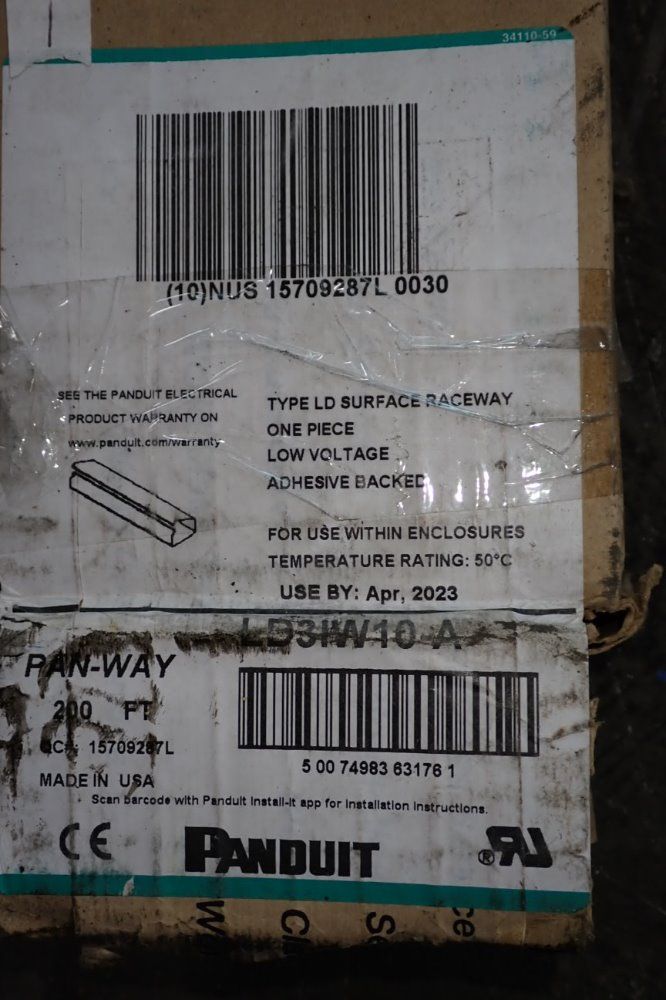 34110-59
(10)NUS 15709287L 0030
SEE THE PANDUIT ELECTRICAL
PRODUCT WARRANTY ON
www.panduit.com/warranty
TYPE LD SURFACE RACEWAY
ONE PIECE
LOW VOLTAGE
ADHESIVE BACKED
FOR USE WITHIN ENCLOSURES
TEMPERATURE RATING: 50°C
USE BY: Apr, 2023
LD3IW10-A
PAN-WAY
200 FT
QC#: 15709287L
MADE IN USA
5 00 74983 63176 1
Scan barcode with Panduit Install-It app for installation instructions.
CE
PANDUIT
®